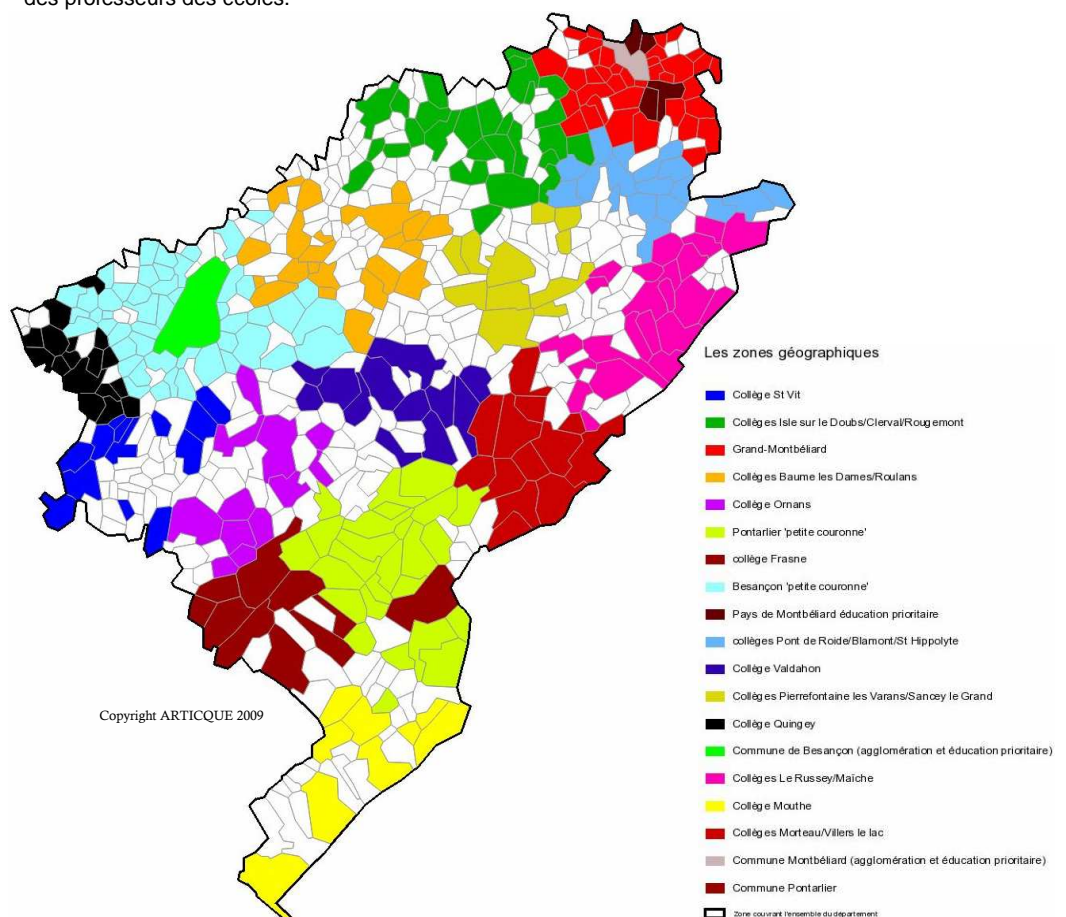 des professeurs des écoles.
Les zones géographiques
Collège St Vit
Collèges Isle sur le Doubs/Clerval/Rougemont
Grand-Montbéliard
Collèges Baume les Dames/Roulans
Collège Ornans
Pontarlier 'petite couronne'
collège Frasne
Besançon 'petite couronne'
Pays de Montbéliard éducation prioritaire
collèges Pont de Roide/Blamont/St Hippolyte
Collège Valdahon
Collèges Pierrefontaine les Varans/Sancey le Grand
Collège Quingey
Commune de Besançon (agglomération et éducation prioritaire)
Collèges Le Russey/Maîche
Collège Mouthe
Collèges Morteau/Villers le lac
Commune Montbéliard (agglomération et éducation prioritaire)
Commune Pontarlier
Zone couvrant l'ensemble du département
Copyright ARTICQUE 2009